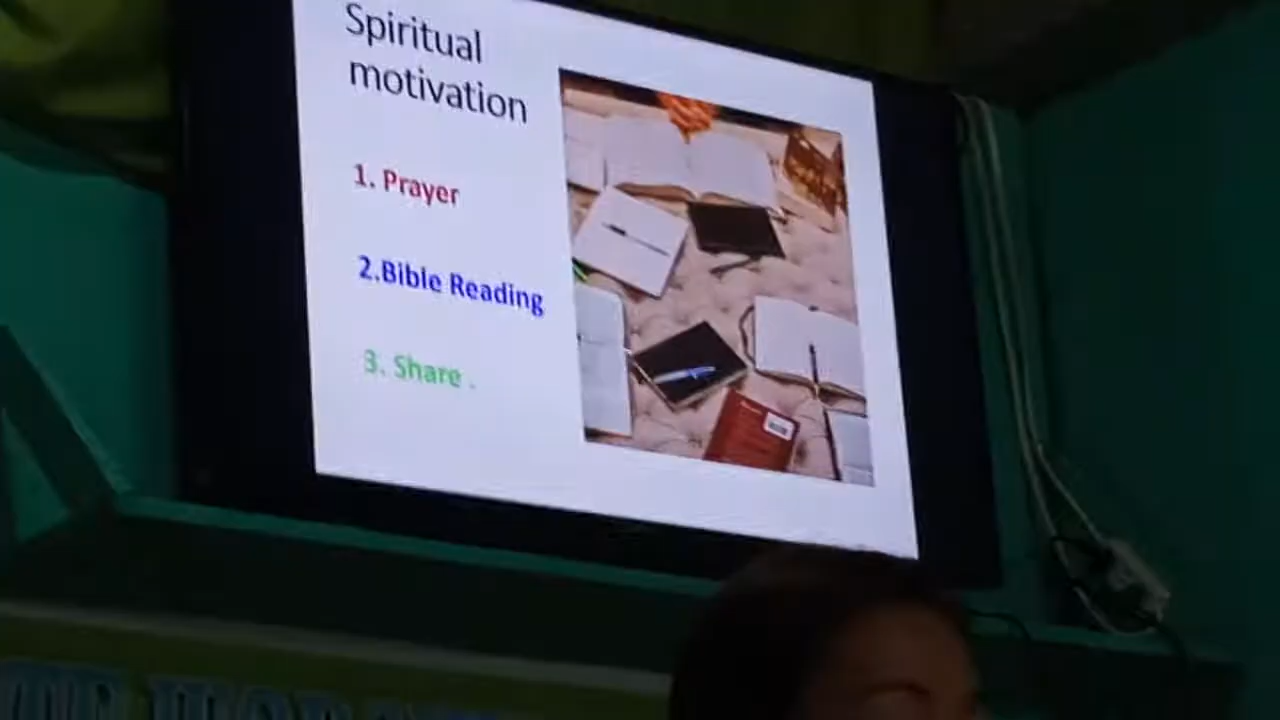 Spiritual
motivation
1. Prayer
2.Bible Reading
3. Share .